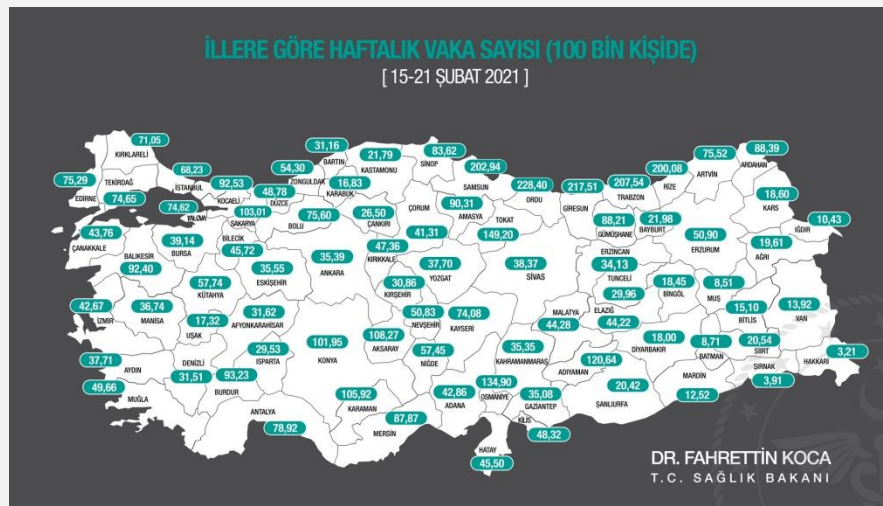 İLLERE GÖRE HAFTALIK VAKA SAYISI (100 BİN KİŞİDE)
[ 15-21 ŞUBAT 2021 ]
71,05
KIRKLARELİ
75,29
EDİRNE
TEKİRDAĞ
74,65
68,23
İSTANBUL
92,53
KOCAELİ
74,62
YALOVA
103,01
SAKARYA
48,78
DÜZCE
54,30
ZONGULDAK
31,16
BARTIN
16,83
KARABÜK
21,79
KASTAMONU
83,62
SİNOP
202,94
SAMSUN
228,40
ORDU
217,51
GİRESUN
207,54
TRABZON
200,08
RİZE
75,52
ARTVİN
88,39
ARDAHAN
18,60
KARS
10,43
IĞDIR
75,60
BOLU
26,50
ÇANKIRI
ÇORUM
41,31
90,31
AMASYA
TOKAT
149,20
88,21
GÜMÜŞHANE
21,98
BAYBURT
50,90
ERZURUM
19,61
AĞRI
43,76
ÇANAKKALE
BALIKESİR
92,40
39,14
BURSA
BİLECİK
45,72
35,55
ESKİŞEHİR
35,39
ANKARA
47,36
KIRIKKALE
37,70
YOZGAT
38,37
SİVAS
ERZİNCAN
34,13
TUNCELİ
29,96
18,45
BİNGÖL
8,51
MUŞ
15,10
BİTLİS
13,92
VAN
57,74
KÜTAHYA
30,86
KIRŞEHİR
42,67
İZMİR
36,74
MANİSA
17,32
UŞAK
31,62
AFYONKARAHİSAR
50,83
NEVŞEHİR
74,08
KAYSERİ
MALATYA
44,28
ELAZIĞ
44,22
18,00
DİYARBAKIR
8,71
BATMAN
20,54
SİİRT
3,21
HAKKARİ
ŞIRNAK
3,91
37,71
AYDIN
DENİZLİ
31,51
29,53
ISPARTA
93,23
BURDUR
101,95
KONYA
108,27
AKSARAY
57,45
NİĞDE
35,35
KAHRAMANMARAŞ
120,64
ADIYAMAN
20,42
ŞANLIURFA
MARDİN
12,52
49,66
MUĞLA
ANTALYA
78,92
105,92
KARAMAN
87,87
MERSİN
42,86
ADANA
134,90
OSMANİYE
35,08
GAZİANTEP
KİLİS
48,32
HATAY
45,50
DR. FAHRETTİN KOCA
T.C. SAĞLIK BAKANI